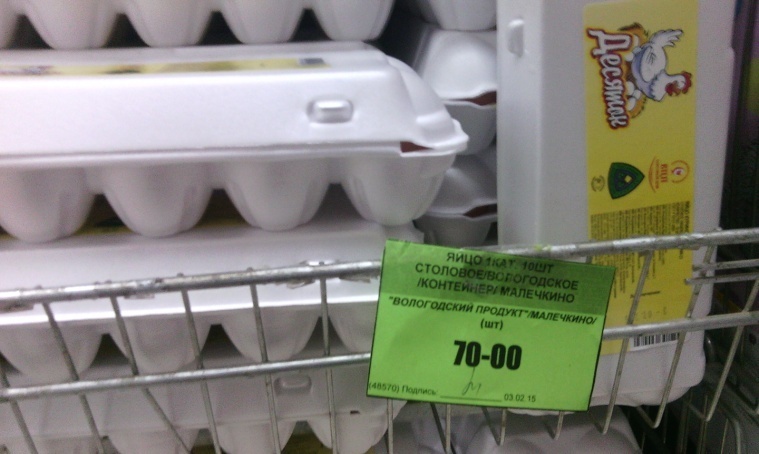 Десяток
ЯЙЦО 1КАТ. 10ШТ
СТОЛОВОЕ/ВОЛОГОДСКОЕ
/КОНТЕЙНЕР/ МАЛЕЧКИНО
"ВОЛОГОДСКИЙ ПРОДУКТ"/МАЛЕЧКИНО/
(шт)
70-00
(48570) Подпись: 03.02.15